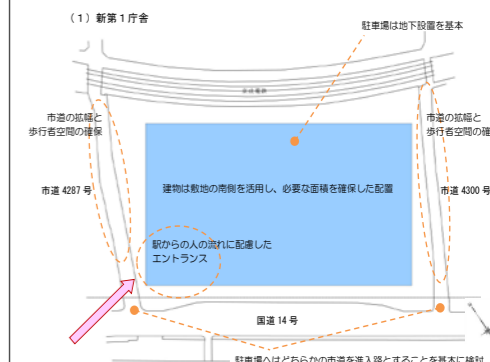 （１）新第１庁舎
駐車場は地下設置を基本
京成電鉄
市道の拡幅と
歩行者空間の確保
市道の拡幅と
歩行者空間の確
市道 4287 号
建物は敷地の南側を活用し、必要な面積を確保した配置
市道 4300 号
駅からの人の流れに配慮した
エントランス
国道 14 号
駐車場へはどちらかの市道を進入路とすることを基本に検討